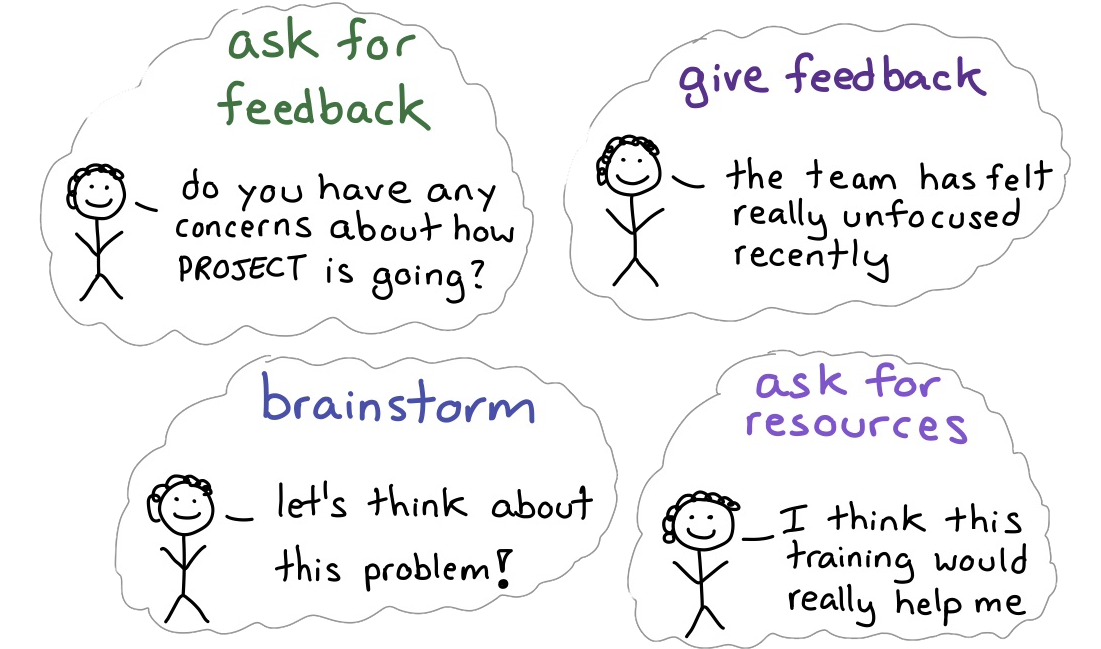 ask for
feedback
do you have any
concerns about how
PROJECT is going?
give feedback
the team has felt
really unfocused
recently
brainstorm
let's think about
this problem!
ask for
resources
I think this
training would
really help me